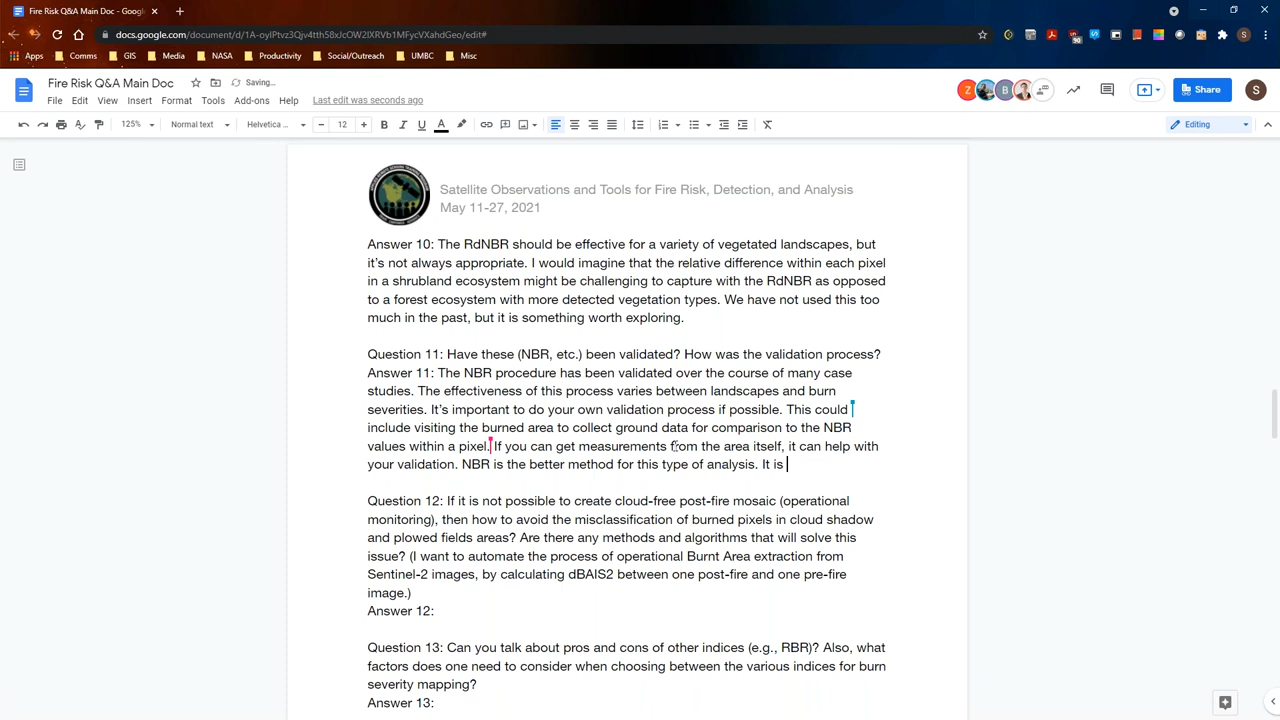 Fire Risk Q&A Main Doc - Google
docs.google.com/document/d/1A-oyIPtvz3Qjv4tth58xJcOW2IXRVb1MFycVXahdGeo/edit#
Apps Comms GIS Media NASA Productivity Social/Outreach UMBC Misc
Fire Risk Q&A Main Doc Saving...
File Edit View Insert Format Tools Add-ons Help Last edit was seconds ago
Z B Share S
125% Normal text Helvetica ... 12 B I U A Editing
Satellite Observations and Tools for Fire Risk, Detection, and Analysis
May 11-27, 2021
Answer 10: The RdNBR should be effective for a variety of vegetated landscapes, but
it's not always appropriate. I would imagine that the relative difference within each pixel
in a shrubland ecosystem might be challenging to capture with the RdNBR as opposed
to a forest ecosystem with more detected vegetation types. We have not used this too
much in the past, but it is something worth exploring.
Question 11: Have these (NBR, etc.) been validated? How was the validation process?
Answer 11: The NBR procedure has been validated over the course of many case
studies. The effectiveness of this process varies between landscapes and burn
severities. It's important to do your own validation process if possible. This could
include visiting the burned area to collect ground data for comparison to the NBR
values within a pixel. If you can get measurements from the area itself, it can help with
your validation. NBR is the better method for this type of analysis. It is
Question 12: If it is not possible to create cloud-free post-fire mosaic (operational
monitoring), then how to avoid the misclassification of burned pixels in cloud shadow
and plowed fields areas? Are there any methods and algorithms that will solve this
issue? (I want to automate the process of operational Burnt Area extraction from
Sentinel-2 images, by calculating dBAIS2 between one post-fire and one pre-fire
image.)
Answer 12:
Question 13: Can you talk about pros and cons of other indices (e.g., RBR)? Also, what
factors does one need to consider when choosing between the various indices for burn
severity mapping?
Answer 13: